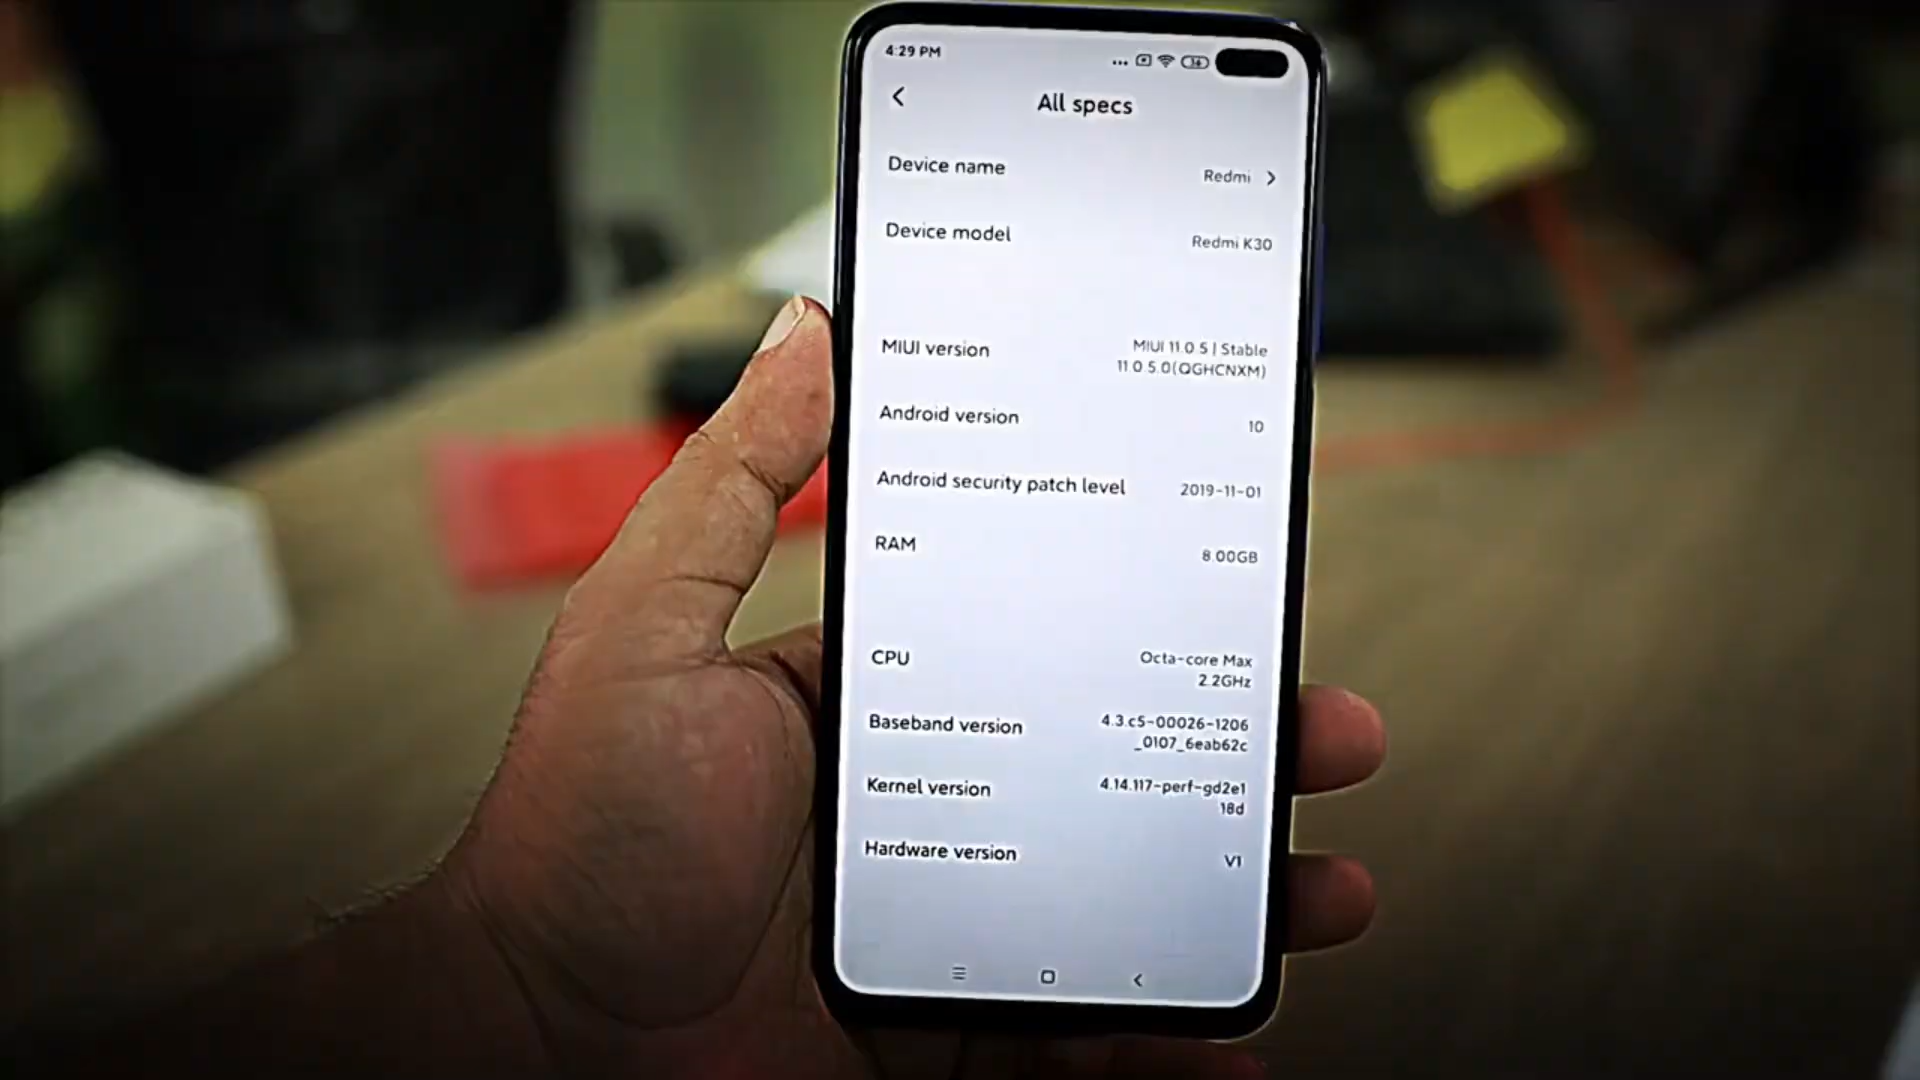 4:29 PM
All specs
Device name
Redmi
Device model
Redmi K30
MIUI version
MIUI 11.0.5 | Stable
11.0.5.0(QGHCNXM)
Android version
10
Android security patch level
2019-11-01
RAM
8.00GB
CPU
Octa-core Max
2.2GHz
Baseband version
4.3.c5-00026-1206
_0107_6eab62c
Kernel version
4.14.117-perf-gd2e1
18d
Hardware version
V1